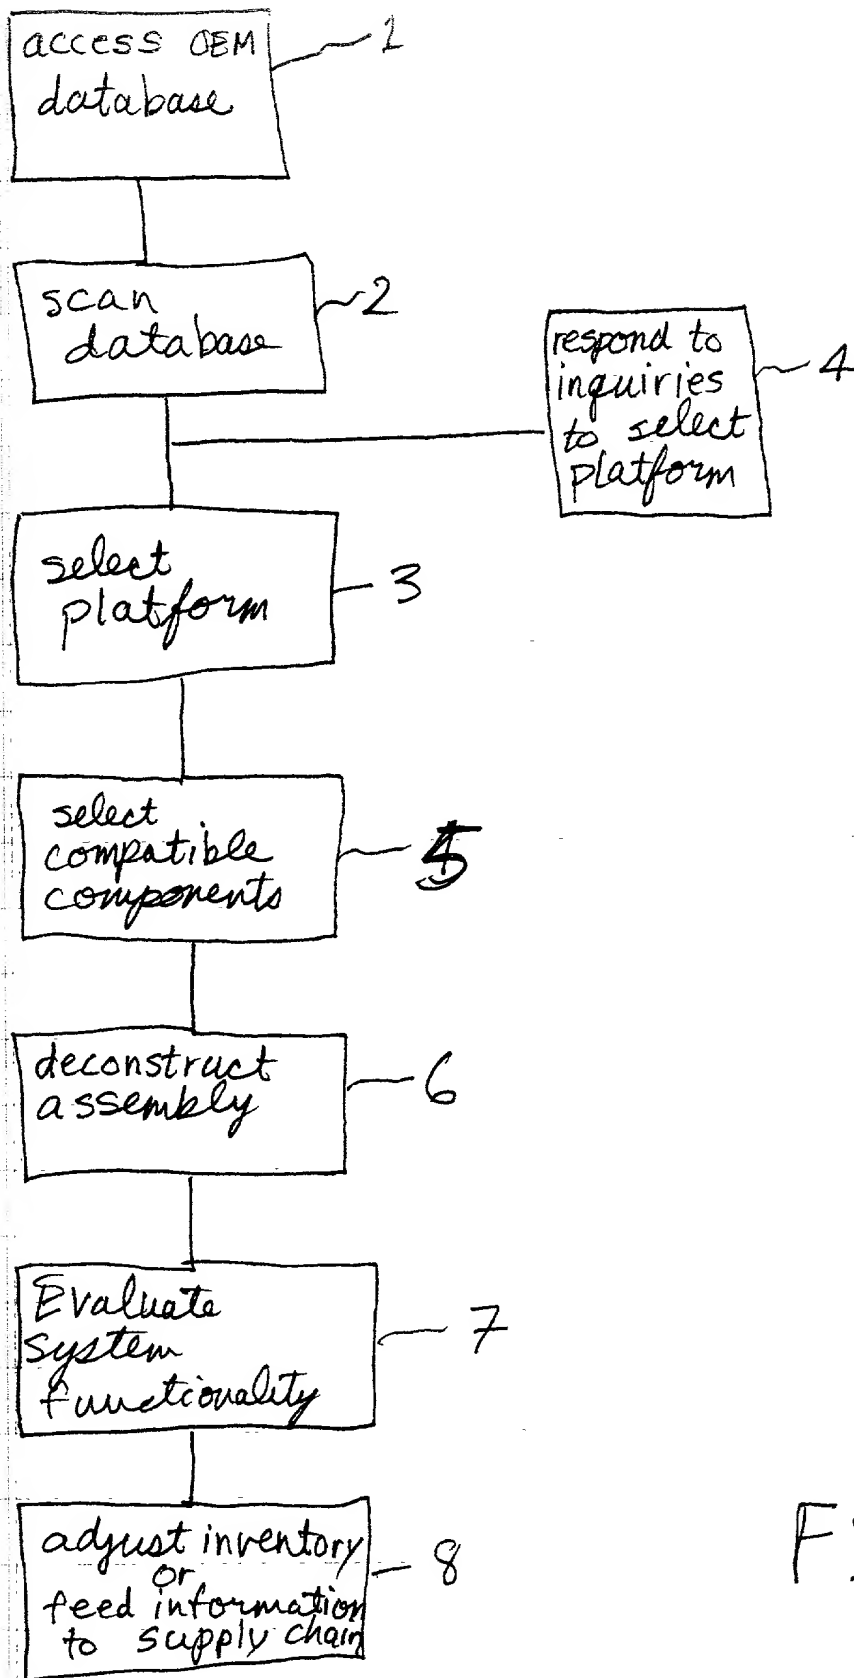 access OEM
database
1
scan
database
2
respond to
inquiries
to select
platform
4
select
platform
3
select
compatible
components
5
deconstruct
assembly
6
Evaluate
system
functionality
7
adjust inventory
or
feed information
to supply chain
8